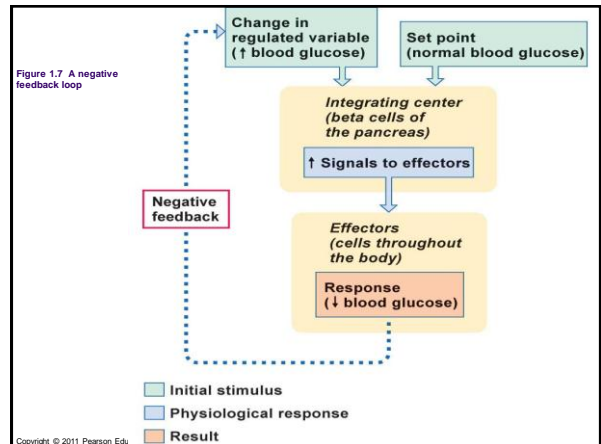 Figure 1.7 A negative
feedback loop
Change in
regulated variable
(↑ blood glucose)
Set point
(normal blood glucose)
Integrating center
(beta cells of
the pancreas)
↑ Signals to effectors
Negative
feedback
Effectors
(cells throughout
the body)
Response
(↓ blood glucose)
Initial stimulus
Physiological response
Result
Copyright © 2011 Pearson Edu